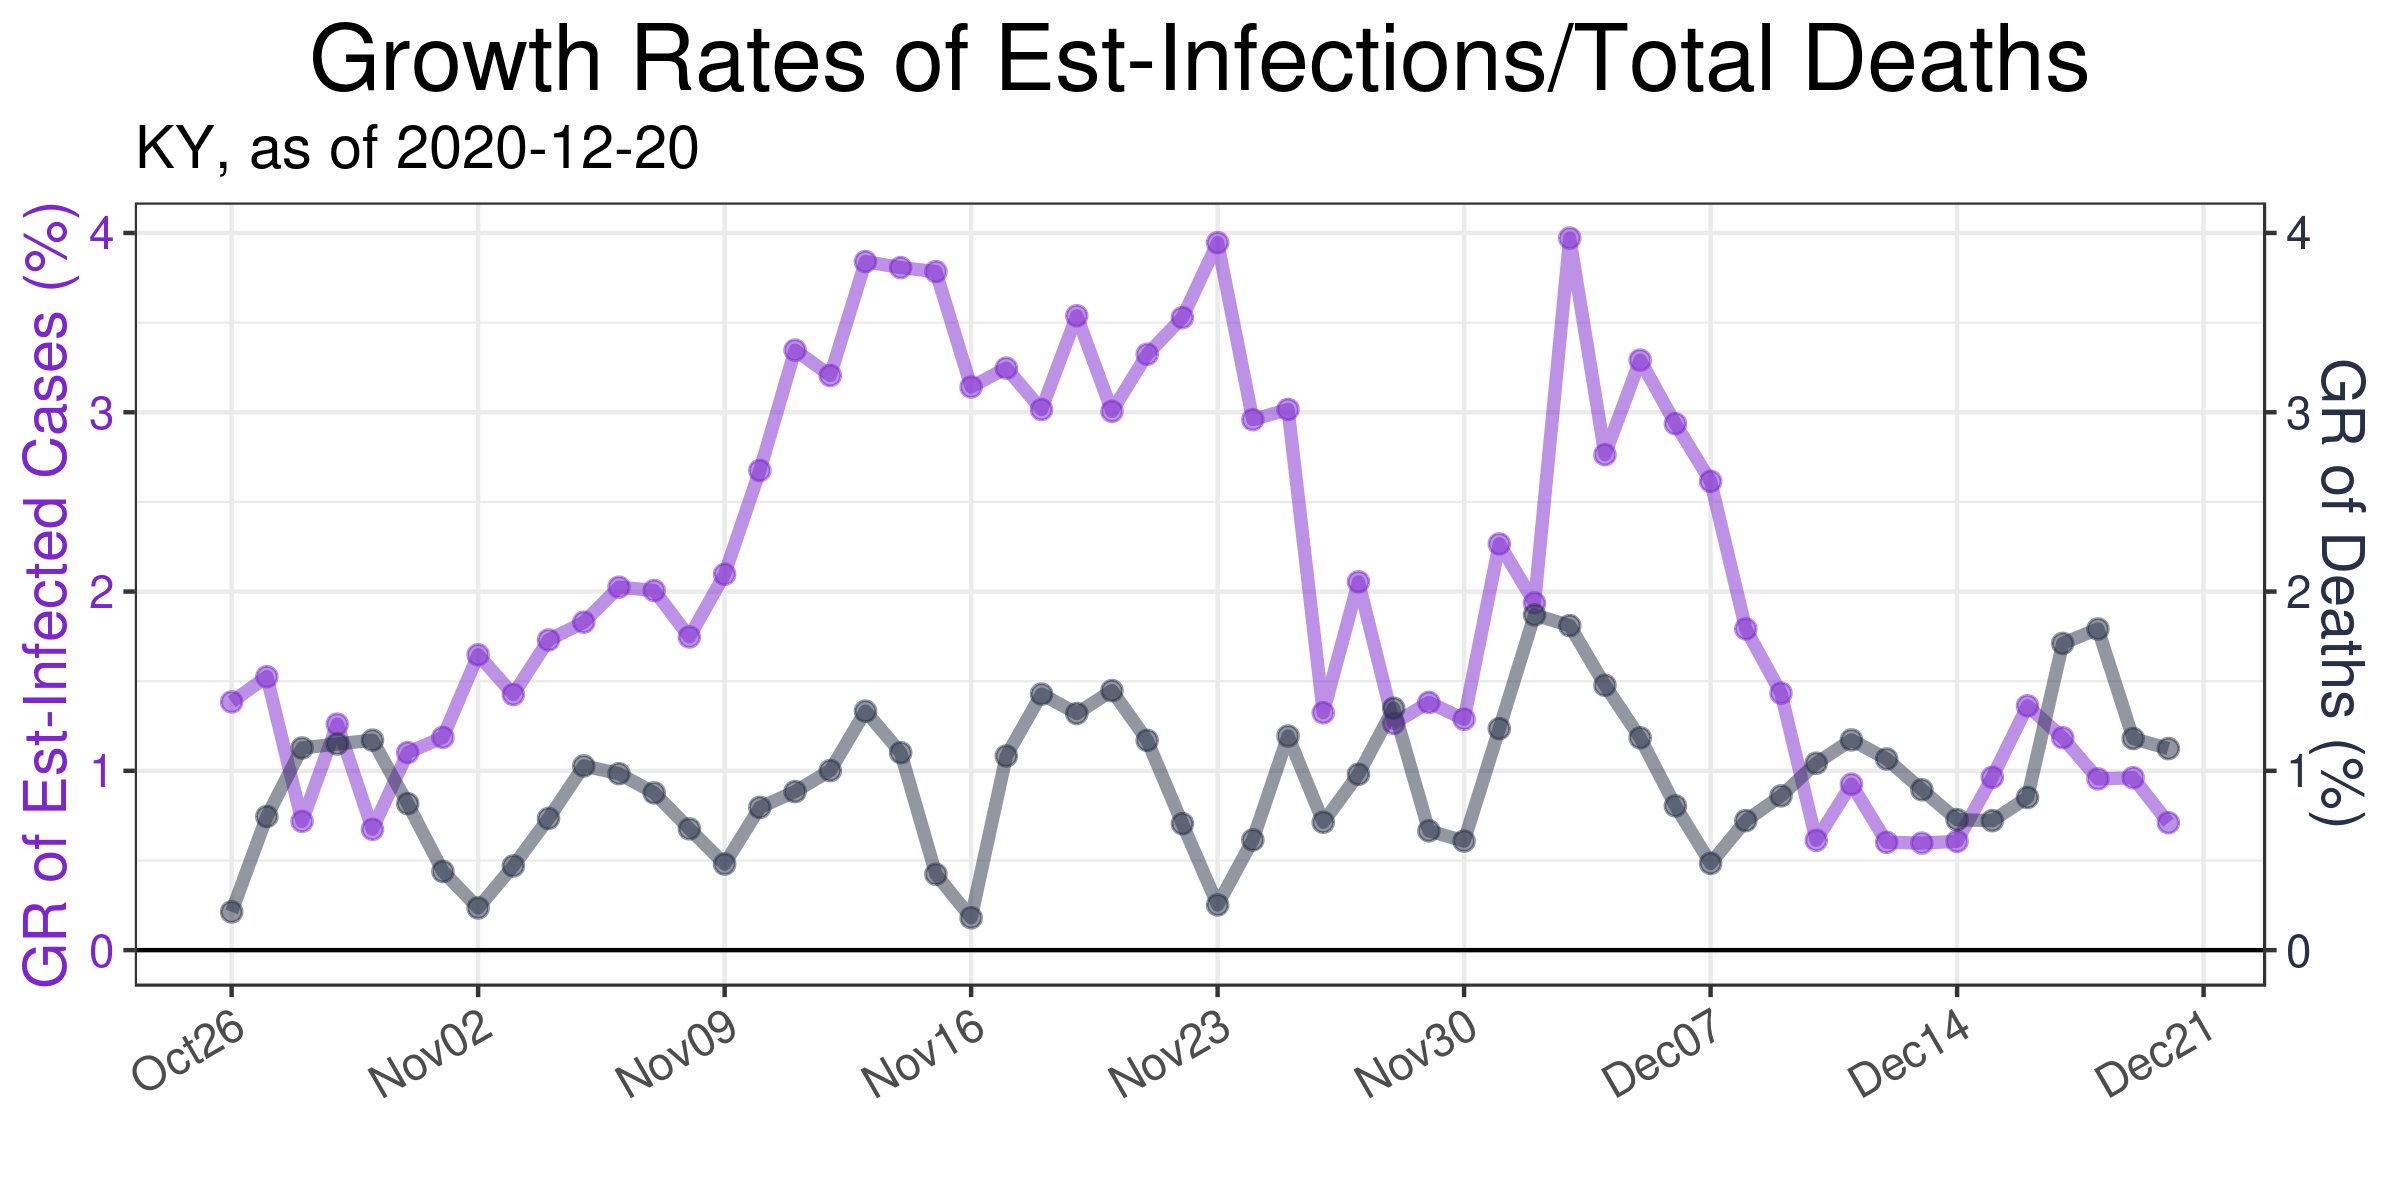 Growth Rates of Est-Infections/Total Deaths
KY, as of 2020-12-20
GR of Est-Infected Cases (%)
4
3
2
1
0
4
3
2
1
0
GR of Deaths (%)
Oct26
Nov02
Nov09
Nov16
Nov23
Nov30
Dec07
Dec14
Dec21